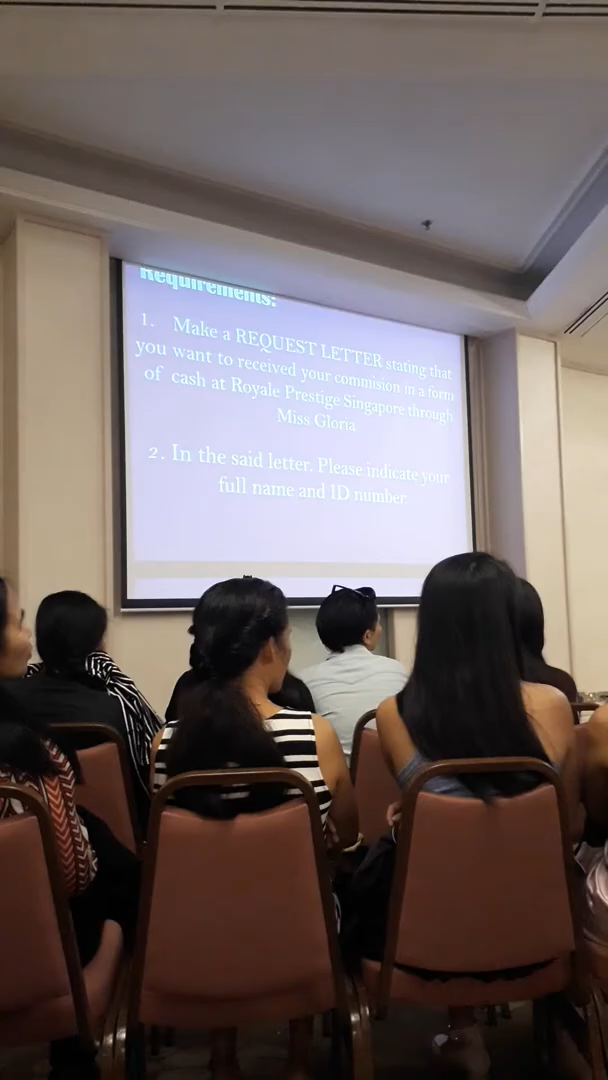 Requirements:
1. Make a REQUEST LETTER stating that
you want to received your commision in a form
of cash at Royale Prestige Singapore through
Miss Gloria
2. In the said letter. Please indicate your
full name and ID number.